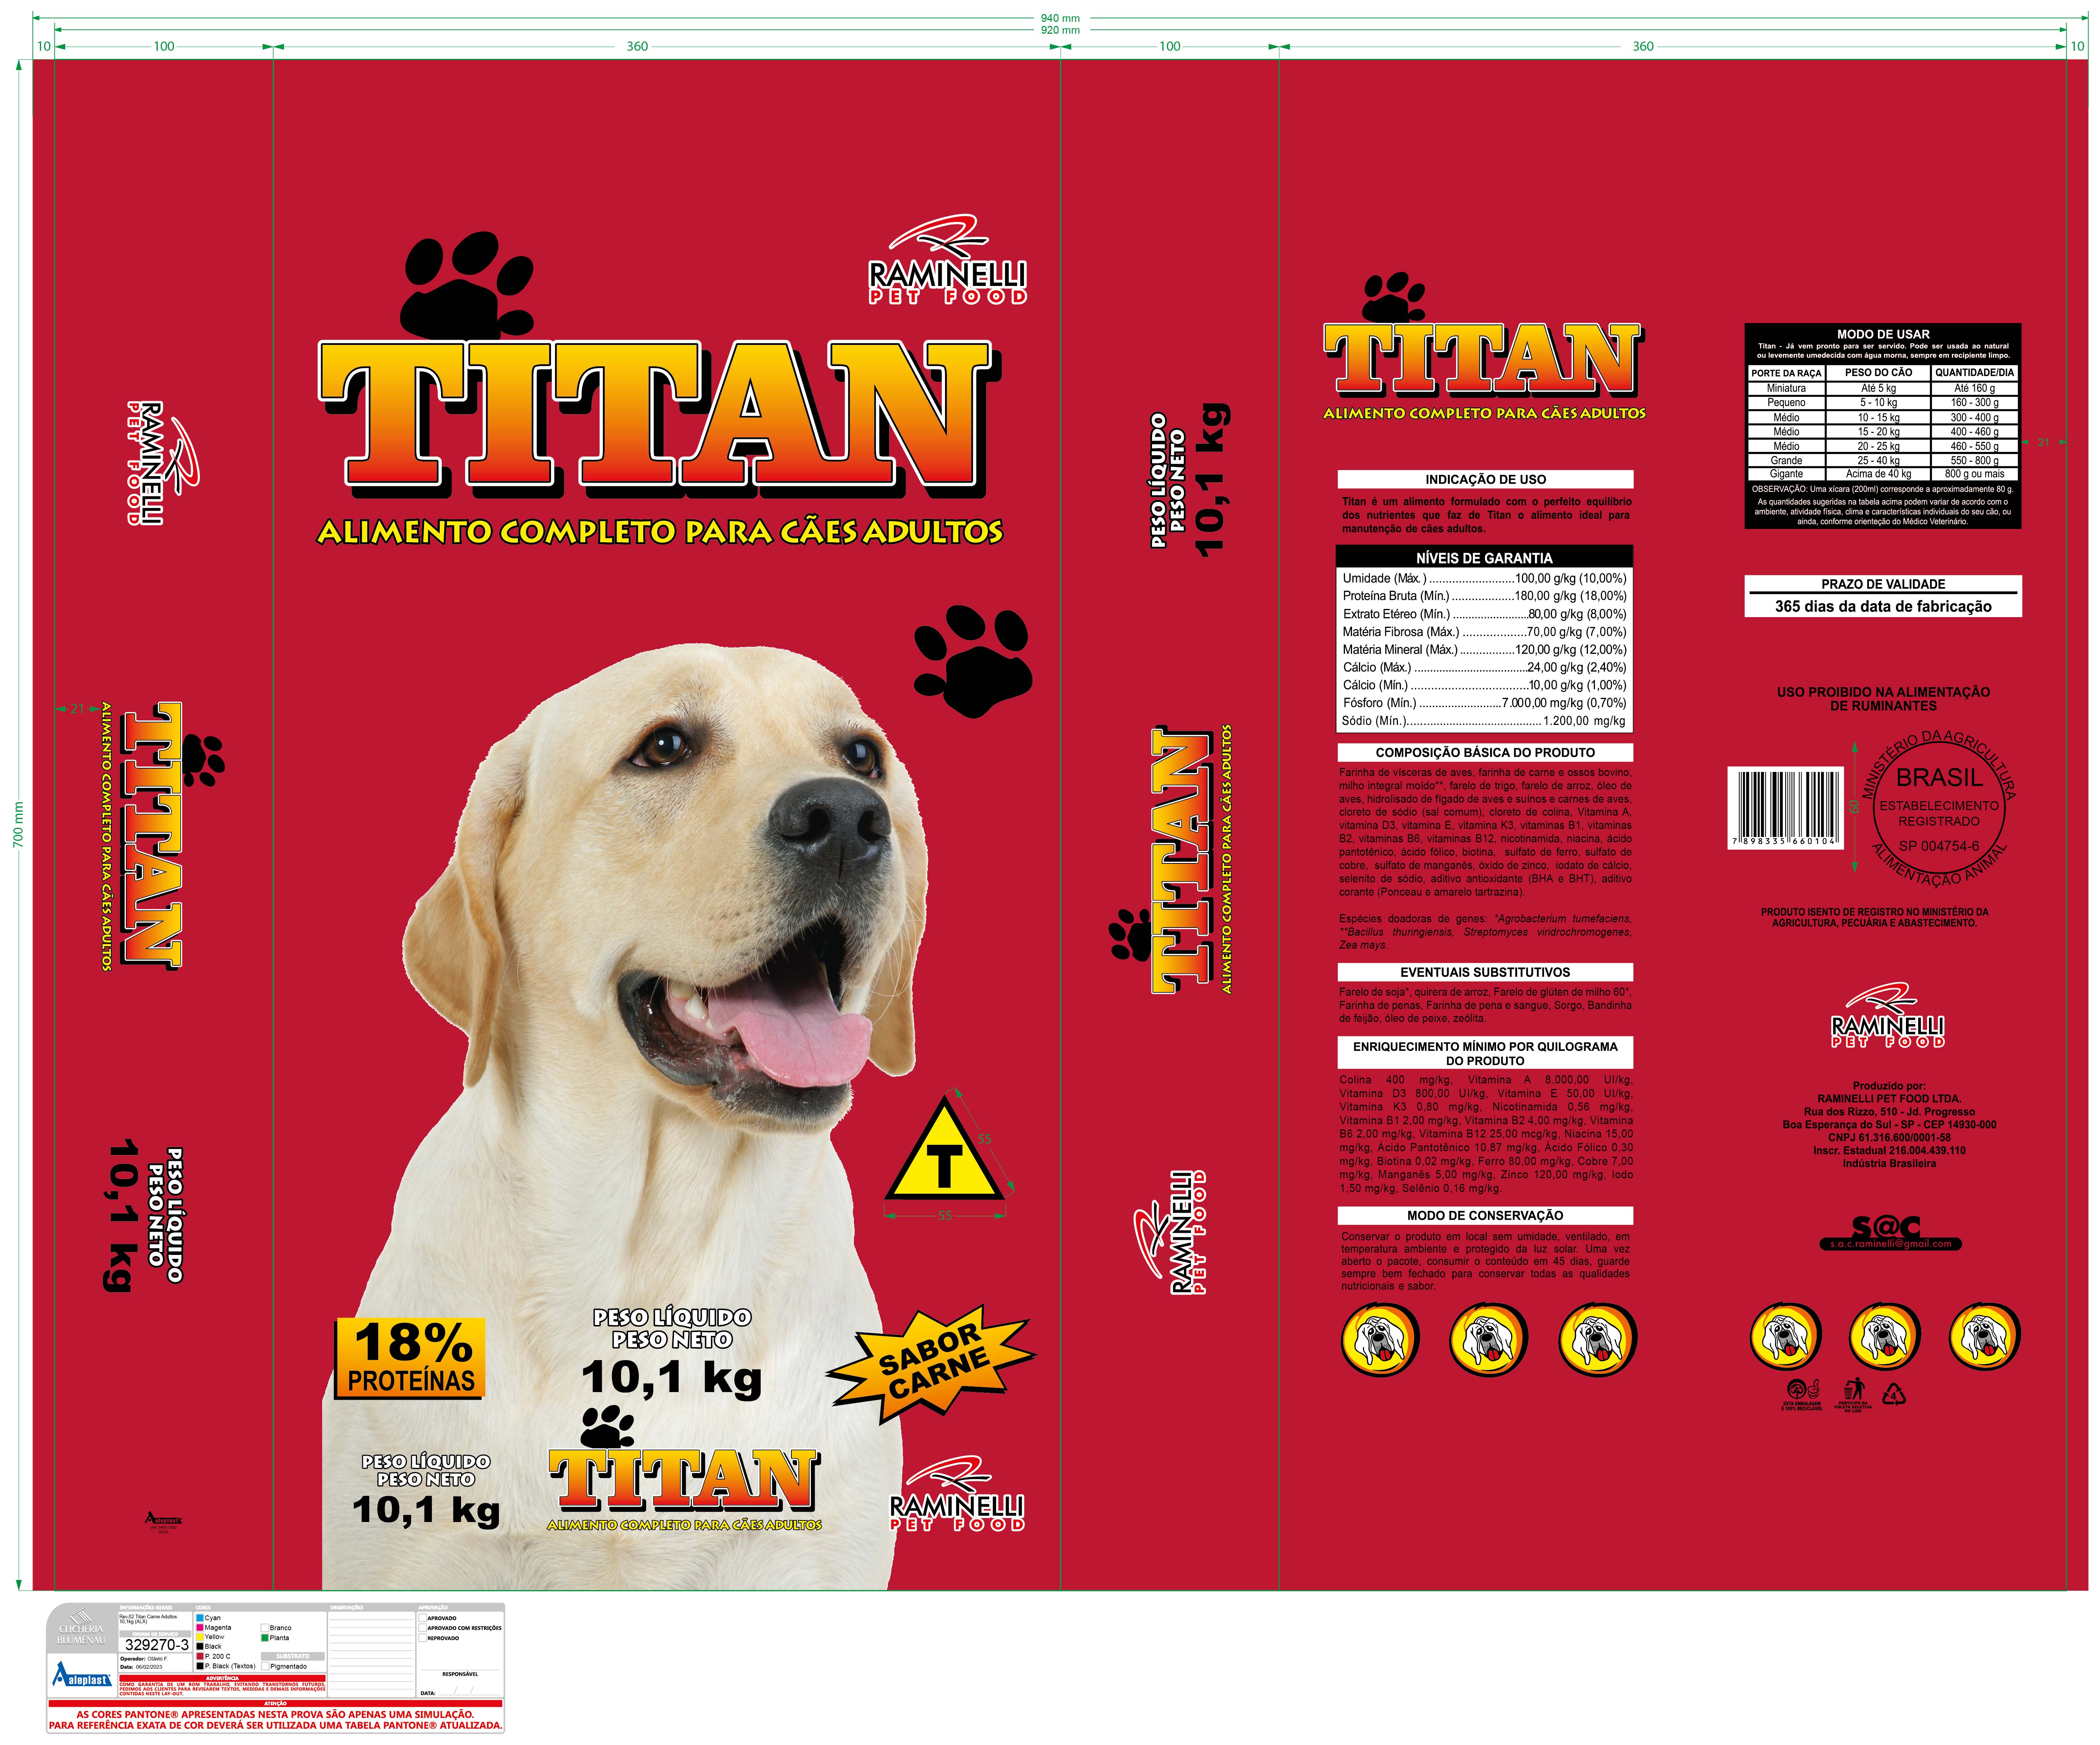 940 mm
920 mm
10
100
360
100
360
10
700 mm
RAMINELLI
PET FOOD
21
TITAN
ALIMENTO COMPLETO PARA CÃES ADULTOS
PESO LÍQUIDO
PESO NETO
10,1 kg
Aleplast
RAMINELLI
PET FOOD
TITAN
ALIMENTO COMPLETO PARA CÃES ADULTOS
T
55
55
18%
PROTEÍNAS
PESO LÍQUIDO
PESO NETO
10,1 kg
SABOR
CARNE
PESO LÍQUIDO
PESO NETO
10,1 kg
TITAN
ALIMENTO COMPLETO PARA CÃES ADULTOS
RAMINELLI
PET FOOD
PESO LÍQUIDO
PESO NETO
10,1 kg
TITAN
ALIMENTO COMPLETO PARA CÃES ADULTOS
RAMINELLI
PET FOOD
TITAN
ALIMENTO COMPLETO PARA CÃES ADULTOS
INDICAÇÃO DE USO
Titan é um alimento formulado com o perfeito equilíbrio
dos nutrientes que faz de Titan o alimento ideal para
manutenção de cães adultos.
NÍVEIS DE GARANTIA
Umidade (Máx.) ..........................100,00 g/kg (10,00%)
Proteína Bruta (Mín.) ...................180,00 g/kg (18,00%)
Extrato Etéreo (Mín.) .........................80,00 g/kg (8,00%)
Matéria Fibrosa (Máx.) ...................70,00 g/kg (7,00%)
Matéria Mineral (Máx.) .................120,00 g/kg (12,00%)
Cálcio (Máx.) ....................................24,00 g/kg (2,40%)
Cálcio (Mín.) ....................................10,00 g/kg (1,00%)
Fósforo (Mín.) .........................7.000,00 mg/kg (0,70%)
Sódio (Mín.)......................................... 1.200,00 mg/kg
COMPOSIÇÃO BÁSICA DO PRODUTO
Farinha de vísceras de aves, farinha de carne e ossos bovino,
milho integral moído**, farelo de trigo, farelo de arroz, óleo de
aves, hidrolisado de fígado de aves e suínos e carnes de aves,
cloreto de sódio (sal comum), cloreto de colina, Vitamina A,
vitamina D3, vitamina E, vitamina K3, vitaminas B1, vitaminas
B2, vitaminas B6, vitaminas B12, nicotinamida, niacina, ácido
pantotênico, ácido fólico, biotina, sulfato de ferro, sulfato de
cobre, sulfato de manganês, óxido de zinco, iodato de cálcio,
selenito de sódio, aditivo antioxidante (BHA e BHT), aditivo
corante (Ponceau e amarelo tartrazina).
Espécies doadoras de genes: *Agrobacterium tumefaciens,
**Bacillus thuringiensis, Streptomyces viridrochromogenes,
Zea mays.
EVENTUAIS SUBSTITUTIVOS
Farelo de soja*, quirera de arroz, Farelo de glúten de milho 60*,
Farinha de penas, Farinha de pena e sangue, Sorgo, Bandinha
de feijão, óleo de peixe, zeólita.
ENRIQUECIMENTO MÍNIMO POR QUILOGRAMA
DO PRODUTO
Colina 400 mg/kg, Vitamina A 8.000,00 UI/kg,
Vitamina D3 800,00 UI/kg, Vitamina E 50,00 UI/kg,
Vitamina K3 0,80 mg/kg, Nicotinamida 0,56 mg/kg,
Vitamina B1 2,00 mg/kg, Vitamina B2 4,00 mg/kg, Vitamina
B6 2,00 mg/kg, Vitamina B12 25,00 mcg/kg, Niacina 15,00
mg/kg, Ácido Pantotênico 10,87 mg/kg, Ácido Fólico 0,30
mg/kg, Biotina 0,02 mg/kg, Ferro 80,00 mg/kg, Cobre 7,00
mg/kg, Manganês 5,00 mg/kg, Zinco 120,00 mg/kg, Iodo
1,50 mg/kg, Selênio 0,16 mg/kg.
MODO DE CONSERVAÇÃO
Conservar o produto em local sem umidade, ventilado, em
temperatura ambiente e protegido da luz solar. Uma vez
aberto o pacote, consumir o conteúdo em 45 dias, guarde
sempre bem fechado para conservar todas as qualidades
nutricionais e sabor.
MODO DE USAR
Titan - Já vem pronto para ser servido. Pode ser usada ao natural
ou levemente umedecida com água morna, sempre em recipiente limpo.
PORTE DA RAÇA PESO DO CÃO QUANTIDADE/DIA
Miniatura Até 5 kg Até 160 g
Pequeno 5 - 10 kg 160 - 300 g
Médio 10 - 15 kg 300 - 400 g
Médio 15 - 20 kg 400 - 460 g
Médio 20 - 25 kg 460 - 550 g
Grande 25 - 40 kg 550 - 800 g
Gigante Acima de 40 kg 800 g ou mais
OBSERVAÇÃO: Uma xícara (200ml) corresponde a aproximadamente 80 g.
As quantidades sugeridas na tabela acima podem variar de acordo com o
ambiente, atividade física, clima e características individuais do seu cão, ou
ainda, conforme orienteção do Médico Veterinário.
21
PRAZO DE VALIDADE
365 dias da data de fabricação
USO PROIBIDO NA ALIMENTAÇÃO
DE RUMINANTES
7 898335 660104
60
MINISTÉRIO DA AGRICULTURA
BRASIL
ESTABELECIMENTO
REGISTRADO
SP 004754-6
ALIMENTAÇÃO ANIMAL
PRODUTO ISENTO DE REGISTRO NO MINISTÉRIO DA
AGRICULTURA, PECUÁRIA E ABASTECIMENTO.
RAMINELLI
PET FOOD
Produzido por:
RAMINELLI PET FOOD LTDA.
Rua dos Rizzo, 510 - Jd. Progresso
Boa Esperança do Sul - SP - CEP 14930-000
CNPJ 61.316.600/0001-58
Inscr. Estadual 216.004.439.110
Indústria Brasileira
S@C
s.a.c.raminelli@gmail.com
ESTA EMBALAGEM
É 100% RECICLÁVEL
PARTICIPE DA
COLETA SELETIVA
DO LIXO
4
CLICHERIA
BLUMENAU
aleplast
INFORMAÇÕES GERAIS
Rev.02 Titan Carne Adultos
10,1kg (ALX)
ORDEM DE SERVIÇO
329270-3
Operador: Otávio F.
Data: 06/02/2023
CORES
Cyan
Magenta
Yellow
Black
P. 200 C
P. Black (Textos)
Branco
Planta
SUBSTRATO
Pigmentado
OBSERVAÇÕES
APROVAÇÃO
APROVADO
APROVADO COM RESTRIÇÕES
REPROVADO
RESPONSÁVEL
DATA: / /
ADVERTÊNCIA
COMO GARANTIA DE UM BOM TRABALHO, EVITANDO TRANSTORNOS FUTUROS,
PEDIMOS AOS CLIENTES PARA REVISAREM TEXTOS, MEDIDAS E DEMAIS INFORMAÇÕES
CONTIDAS NESTE LAY-OUT.
ATENÇÃO
AS CORES PANTONE® APRESENTADAS NESTA PROVA SÃO APENAS UMA SIMULAÇÃO.
PARA REFERÊNCIA EXATA DE COR DEVERÁ SER UTILIZADA UMA TABELA PANTONE® ATUALIZADA.